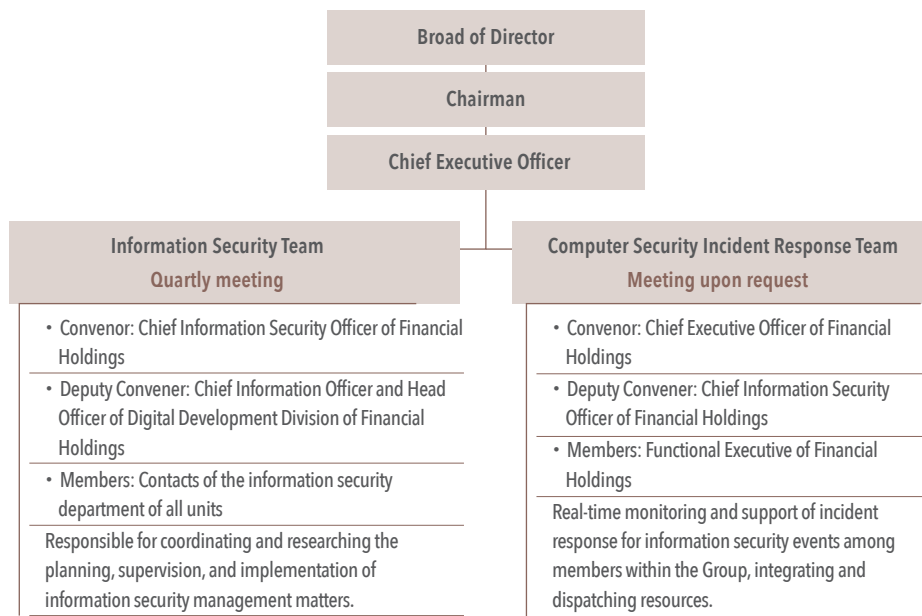 Broad of Director
Chairman
Chief Executive Officer
Information Security Team
Quartly meeting
• Convenor: Chief Information Security Officer of Financial
Holdings
• Deputy Convener: Chief Information Officer and Head
Officer of Digital Development Division of Financial
Holdings
• Members: Contacts of the information security
department of all units
Responsible for coordinating and researching the
planning, supervision, and implementation of
information security management matters.
Computer Security Incident Response Team
Meeting upon request
• Convenor: Chief Executive Officer of Financial
Holdings
• Deputy Convener: Chief Information Security
Officer of Financial Holdings
• Members: Functional Executive of Financial
Holdings
Real-time monitoring and support of incident
response for information security events among
members within the Group, integrating and
dispatching resources.